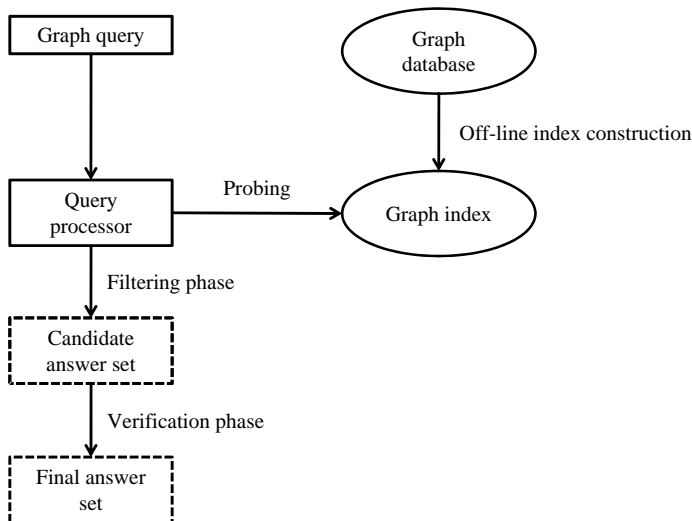 Graph query
Graph
database
Off-line index construction
Query
processor
Probing
Graph index
Filtering phase
Candidate
answer set
Verification phase
Final answer
set